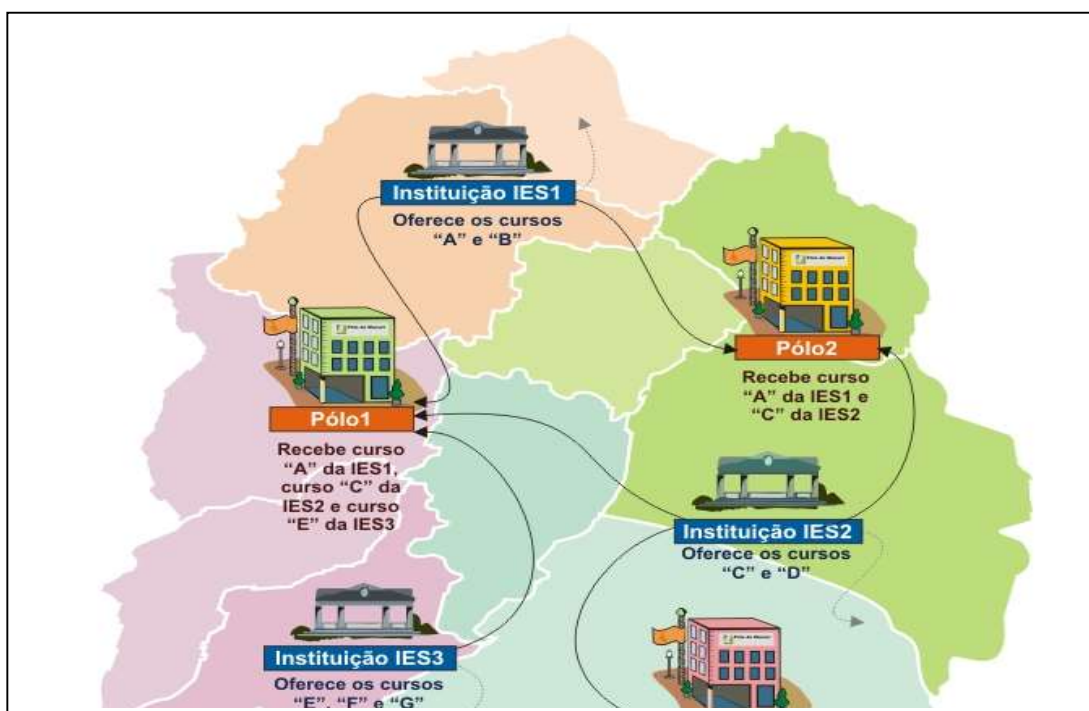 Instituição IES1
Oferece os cursos
“A” e “B”
Pólo2
Recebe curso
“A” da IES1 e
“C” da IES2
Pólo1
Recebe curso
“A” da IES1,
curso “C” da
IES2 e curso
“E” da IES3
Instituição IES2
Oferece os cursos
“C” e “D”
Instituição IES3
Oferece os cursos
“E”, “F” e “G”